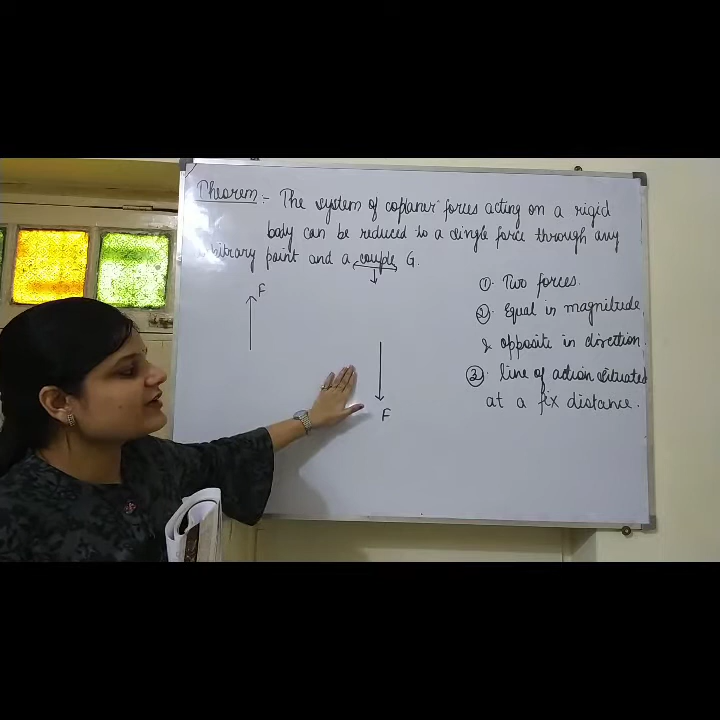 Theorem :- The system of coplaner forces acting on a rigid
body can be reduced to a single force through any
arbitrary point and a couple G.
① Two forces.
② Equal in magnitude
& opposite in direction.
③ line of action situated
at a fix distance.
F
F